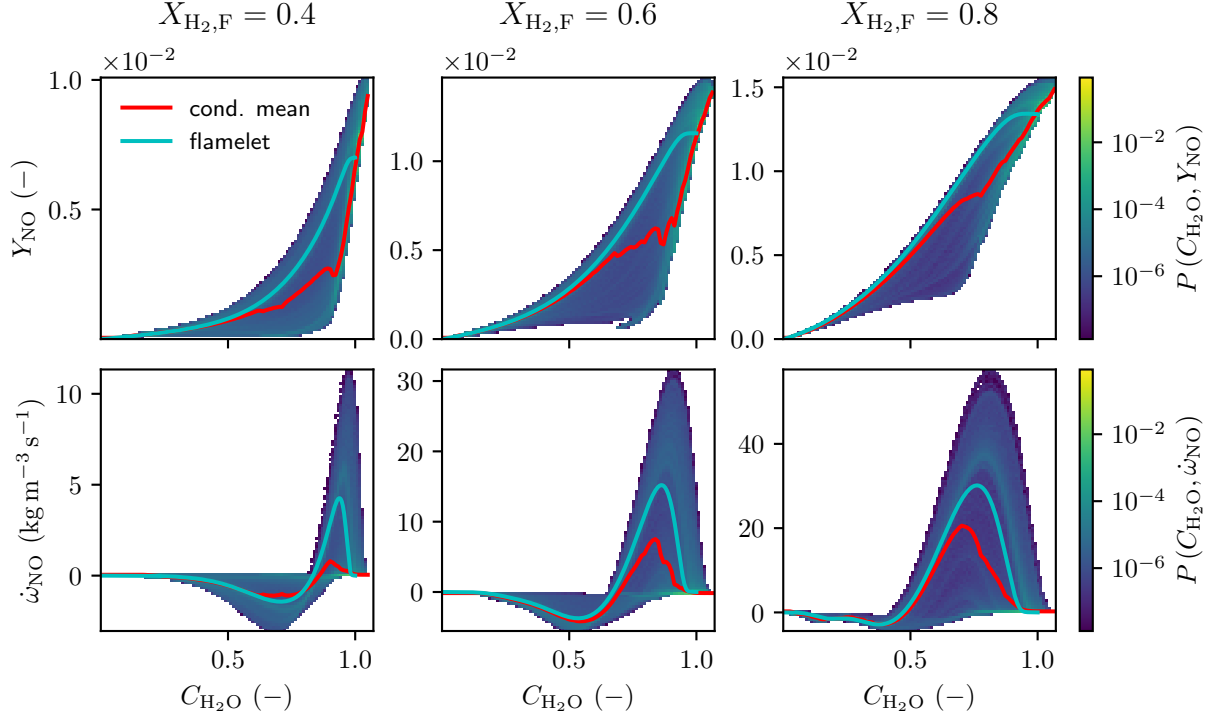 X_{H_2,F} = 0.4 X_{H_2,F} = 0.6 X_{H_2,F} = 0.8
×10^{−2} ×10^{−2} ×10^{−2}
cond. mean
flamelet
1.0
0.5
Y_{NO} (−)
1.0
0.5
0.0
1.5
1.0
0.5
0.0
10^{−2}
10^{−4}
10^{−6}
P (C_{H_2O}, Y_{NO})
10
5
0
ω̇_{NO} (kg m^{−3} s^{−1})
30
20
10
0
40
20
0
10^{−2}
10^{−4}
10^{−6}
P (C_{H_2O}, ω̇_{NO})
0.5 1.0 0.5 1.0 0.5 1.0
C_{H_2O} (−) C_{H_2O} (−) C_{H_2O} (−)